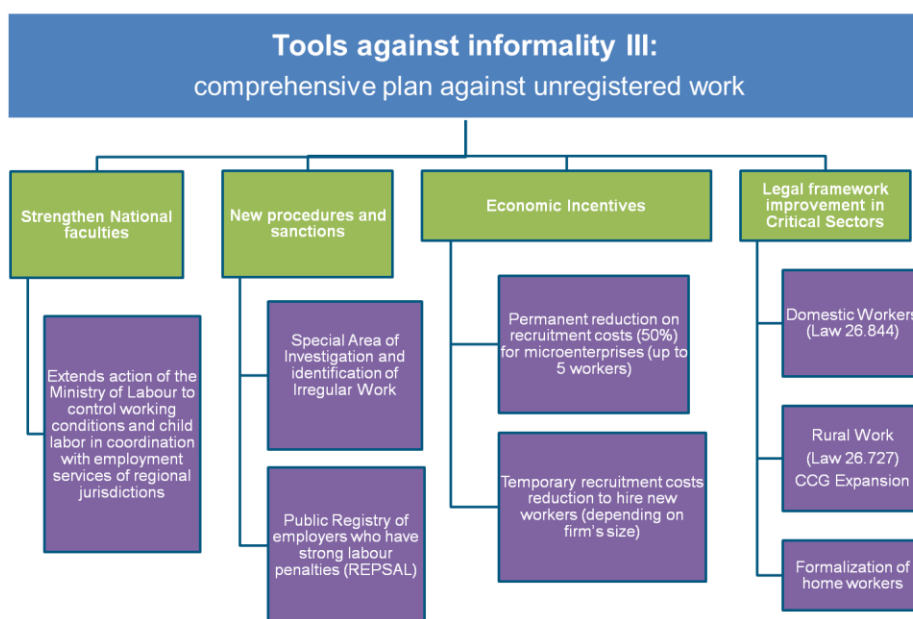 Tools against informality III:
comprehensive plan against unregistered work
Strengthen National
faculties
Extends action of the
Ministry of Labour to
control working
conditions and child
labor in coordination
with employment
services of regional
jurisdictions
New procedures and
sanctions
Special Area of
Investigation and
identification of
Irregular Work
Public Registry of
employers who have
strong labour
penalties (REPSAL)
Economic Incentives
Permanent reduction on
recruitment costs (50%)
for microenterprises (up to
5 workers)
Temporary recruitment costs
reduction to hire new
workers (depending on
firm's size)
Legal framework
improvement in
Critical Sectors
Domestic Workers
(Law 26.844)
Rural Work
(Law 26.727)
CCG Expansion
Formalization of
home workers